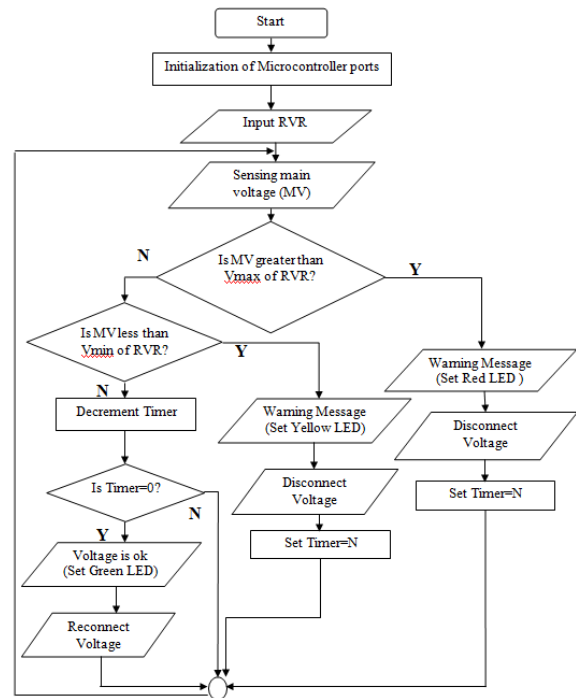 Start
Initialization of Microcontroller ports
Input RVR
Sensing main
voltage (MV)
N
Is MV greater than
Vmax of RVR?
Y
Is MV less than
Vmin of RVR?
Y
N
Warning Message
(Set Red LED )
Decrement Timer
Warning Message
(Set Yellow LED)
Disconnect
Voltage
Is Timer=0?
N
Y
Disconnect
Voltage
Set Timer=N
Voltage is ok
(Set Green LED)
Set Timer=N
Reconnect
Voltage